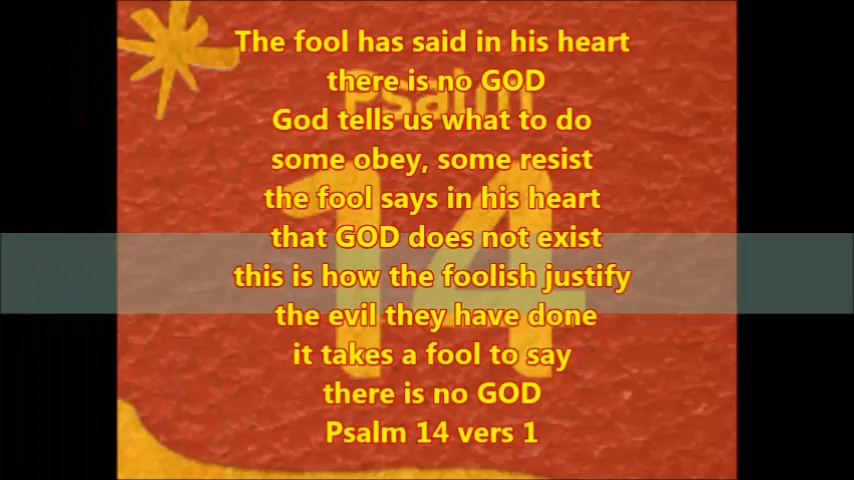 The fool has said in his heart
there is no GOD
God tells us what to do
some obey, some resist
the fool says in his heart
that GOD does not exist
this is how the foolish justify
the evil they have done
it takes a fool to say
there is no GOD
Psalm 14 vers 1
Psalm
14